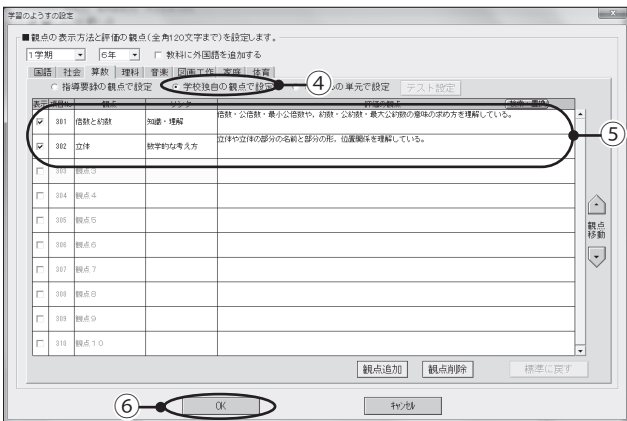 学習のようすの設定
■観点の表示方法と評価の観点(全角120文字まで)を設定します。
1学期 6年 教科に外国語を追加する
国語 社会 算数 理科 音楽 図画工作 家庭 体育
指導要録の観点で設定 学校独自の観点で設定 ④ の単元で設定 テスト設定
表示 項目No. 観点 リンク 評価の観点
301 倍数と約数 知識・理解 倍数・公倍数・最小公倍数や、約数・公約数・最大公約数の意味の求め方を理解している。
⑤
302 立体 数学的な考え方 立体や立体の部分の名前と部分の形、位置関係を理解している。
303 観点3
304 観点4
305 観点5
観点移動
306 観点6
307 観点7
308 観点8
309 観点9
310 観点10
観点追加 観点削除 標準に戻す
⑥ OK キャンセル